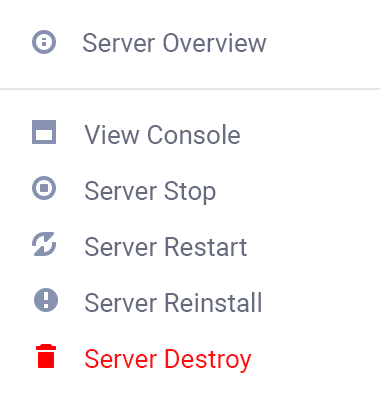 Server Overview
View Console
Server Stop
Server Restart
Server Reinstall
Server Destroy